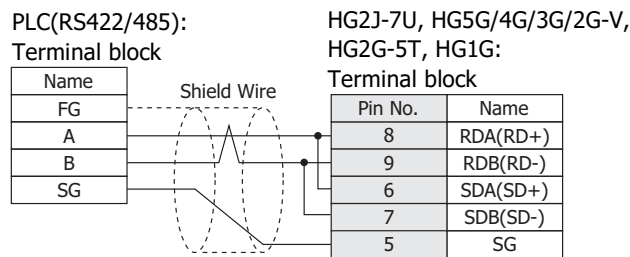 PLC(RS422/485):
Terminal block
HG2J-7U, HG5G/4G/3G/2G-V,
HG2G-5T, HG1G:
Terminal block
Name
FG
A
B
SG
Shield Wire
Pin No. Name
8 RDA(RD+)
9 RDB(RD-)
6 SDA(SD+)
7 SDB(SD-)
5 SG